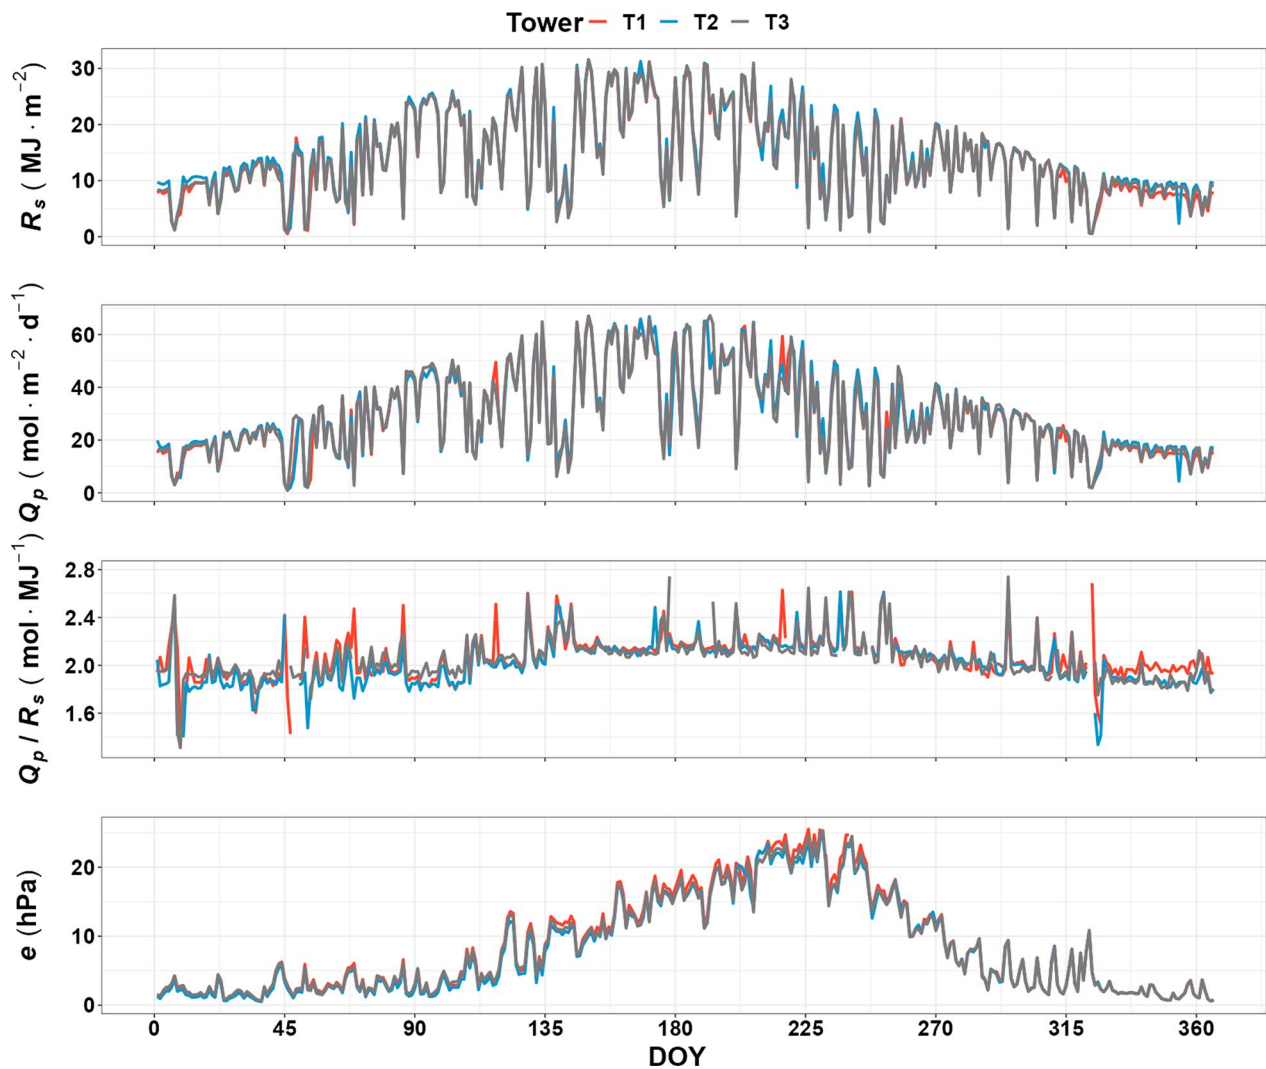 Tower T1 T2 T3
Rs ( MJ · m⁻²)
30
20
10
0
Qp ( mol · m⁻² · d⁻¹)
60
40
20
0
Qp / Rs ( mol · MJ⁻¹)
2.8
2.4
2.0
1.6
e (hPa)
20
10
0
0 45 90 135 180 225 270 315 360
DOY